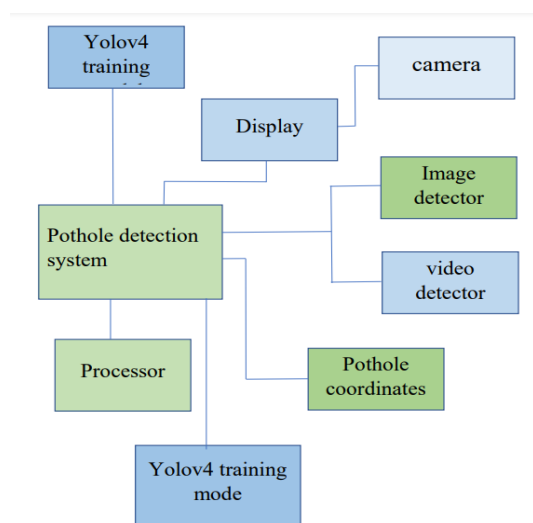 Yolov4
training
camera
Display
Image
detector
Pothole detection
system
video
detector
Processor
Pothole
coordinates
Yolov4 training
mode